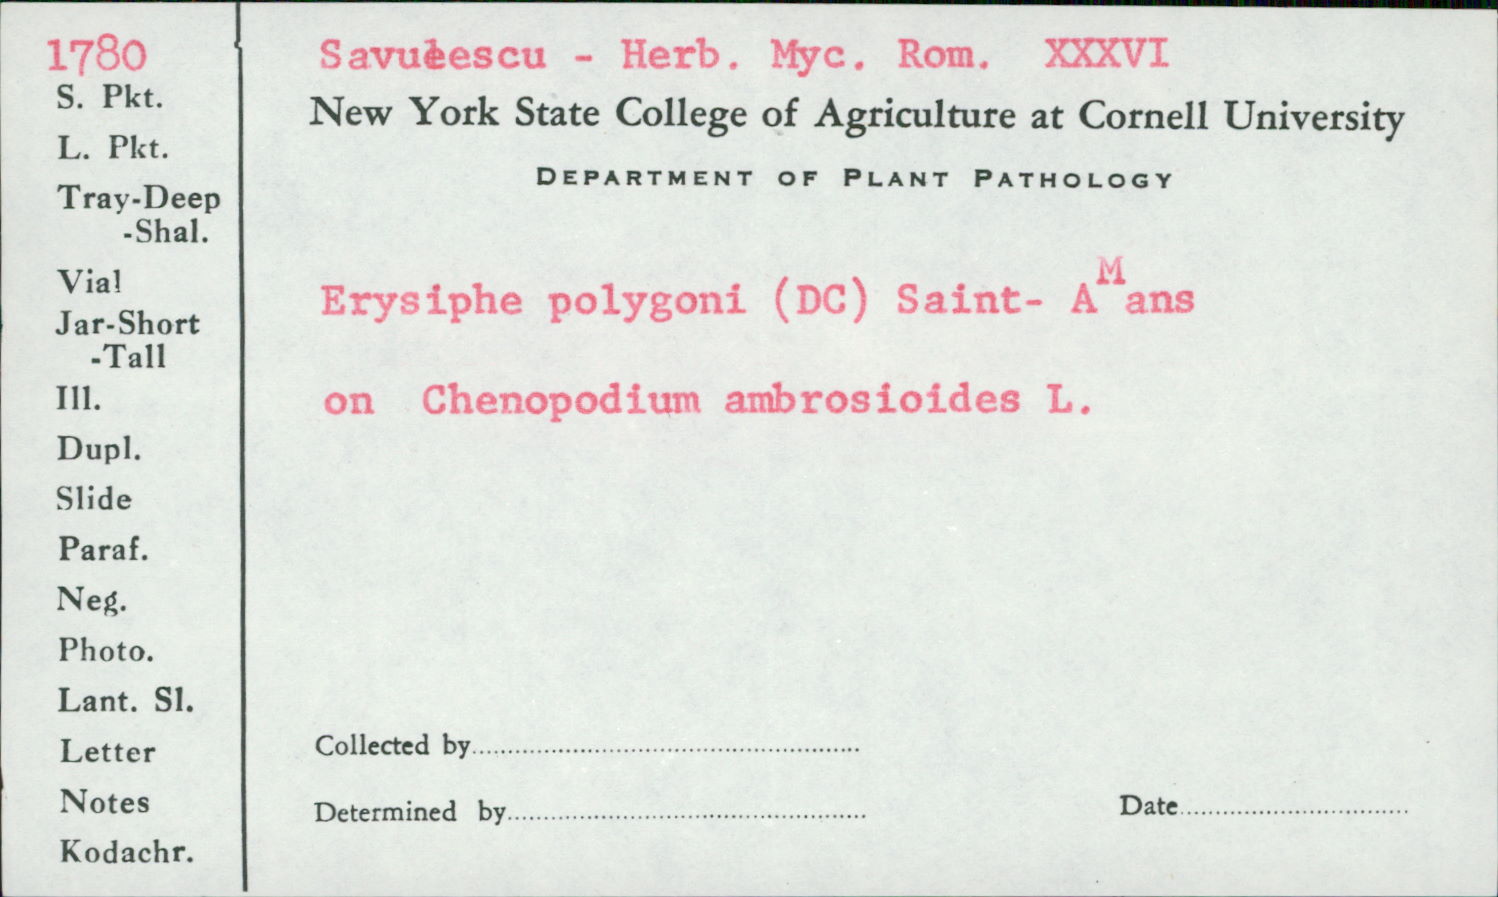 1780
S. Pkt.
L. Pkt.
Tray-Deep
-Shal.
Vial
Jar-Short
-Tall
Ill.
Dupl.
Slide
Paraf.
Neg.
Photo.
Lant. Sl.
Letter
Notes
Kodachr.
Savulescu - Herb. Myc. Rom. XXXVI
New York State College of Agriculture at Cornell University
DEPARTMENT OF PLANT PATHOLOGY
Erysiphe polygoni (DC) Saint- AMans
on Chenopodium ambrosioides L.
Collected by
Determined by
Date